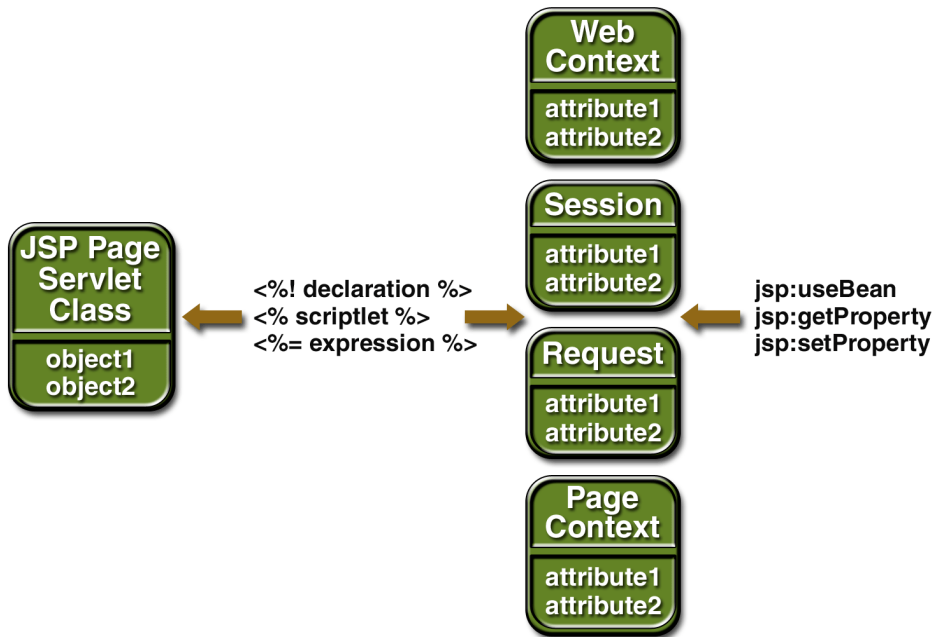 JSP Page
Servlet
Class
object1
object2
<%! declaration %>
<% scriptlet %>
<%= expression %>
Web
Context
attribute1
attribute2
Session
attribute1
attribute2
Request
attribute1
attribute2
Page
Context
attribute1
attribute2
jsp:useBean
jsp:getProperty
jsp:setProperty